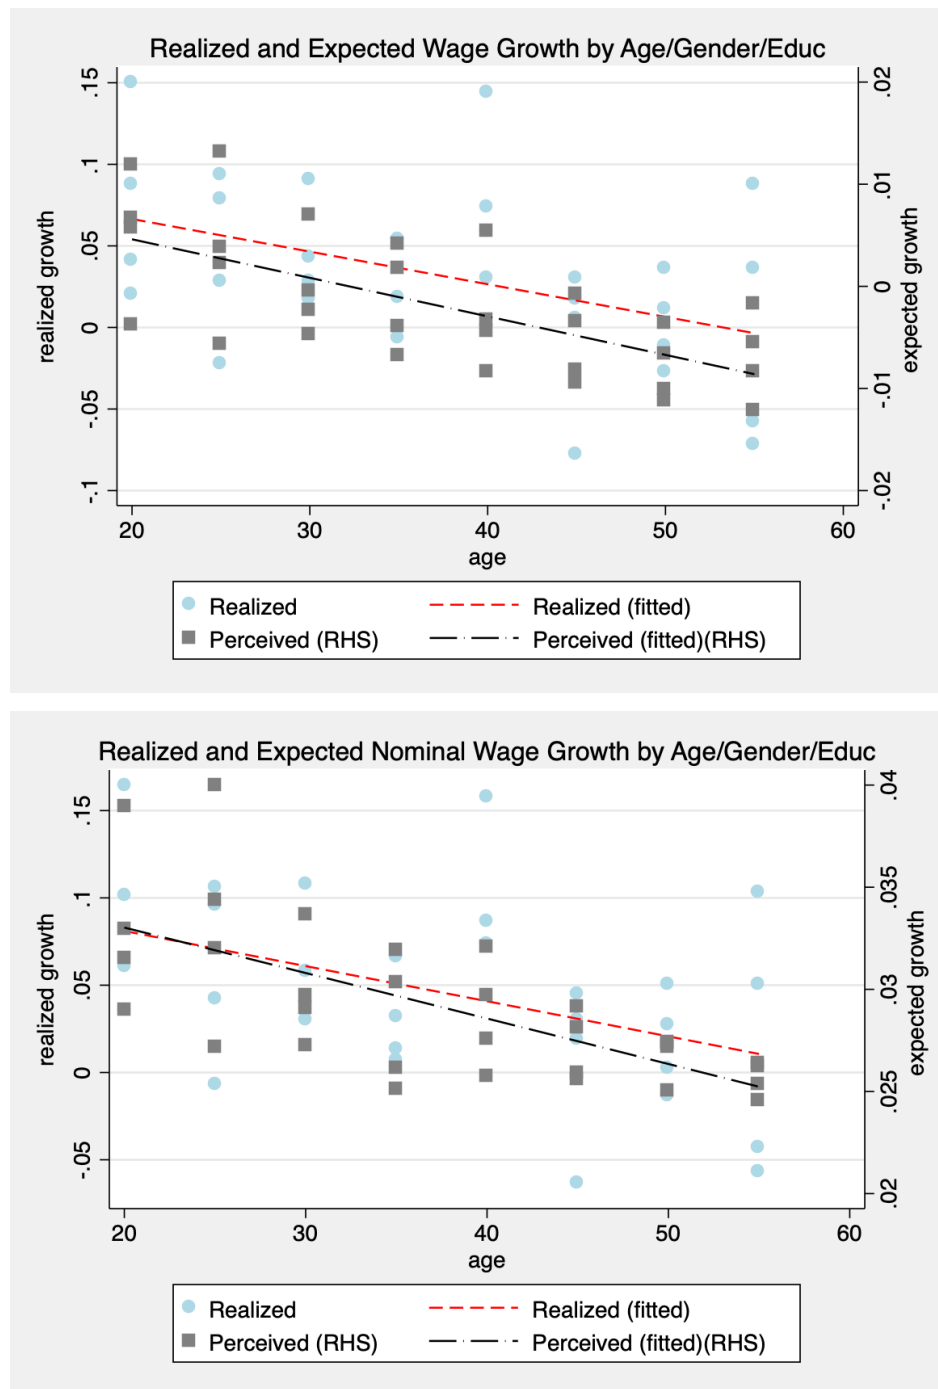 Realized and Expected Wage Growth by Age/Gender/Educ
.15
.1
.05
0
-.05
-.1
realized growth
.02
.01
0
-.01
-.02
expected growth
20
30
40
50
60
age
Realized
Realized (fitted)
Perceived (RHS)
Perceived (fitted)(RHS)
Realized and Expected Nominal Wage Growth by Age/Gender/Educ
.15
.1
.05
0
-.05
realized growth
.04
.035
.03
.025
.02
expected growth
20
30
40
50
60
age
Realized
Realized (fitted)
Perceived (RHS)
Perceived (fitted)(RHS)